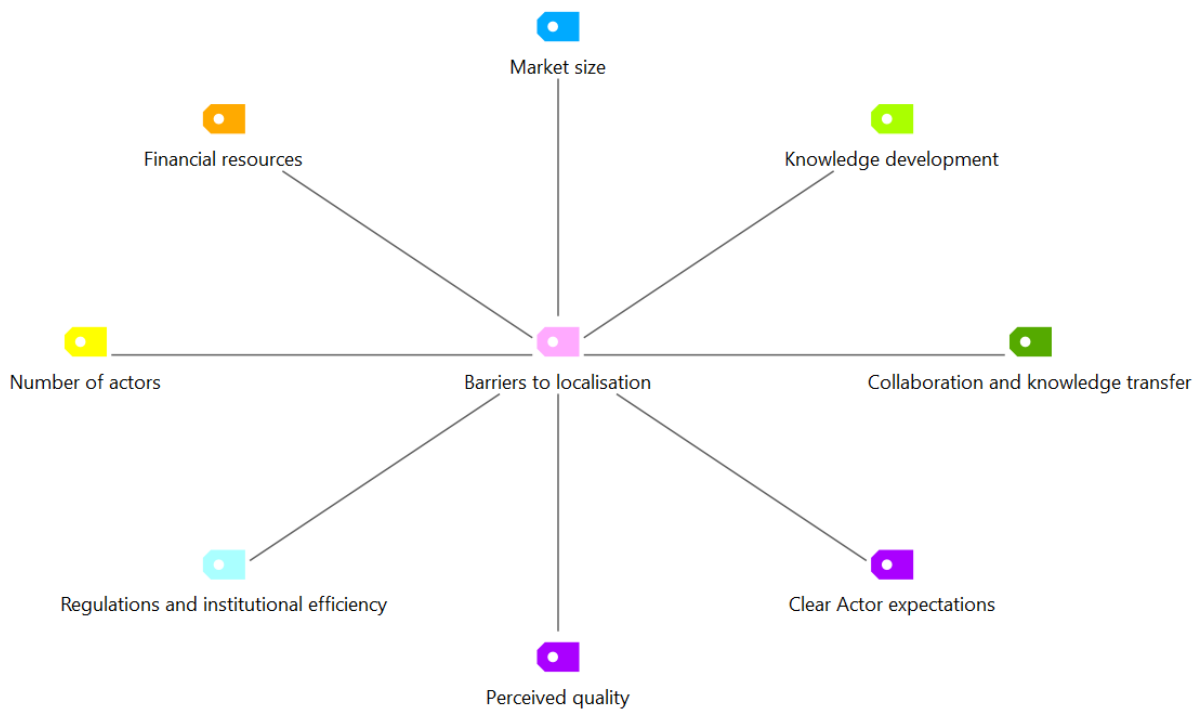 Market size
Financial resources
Knowledge development
Number of actors
Barriers to localisation
Collaboration and knowledge transfer
Regulations and institutional efficiency
Clear Actor expectations
Perceived quality